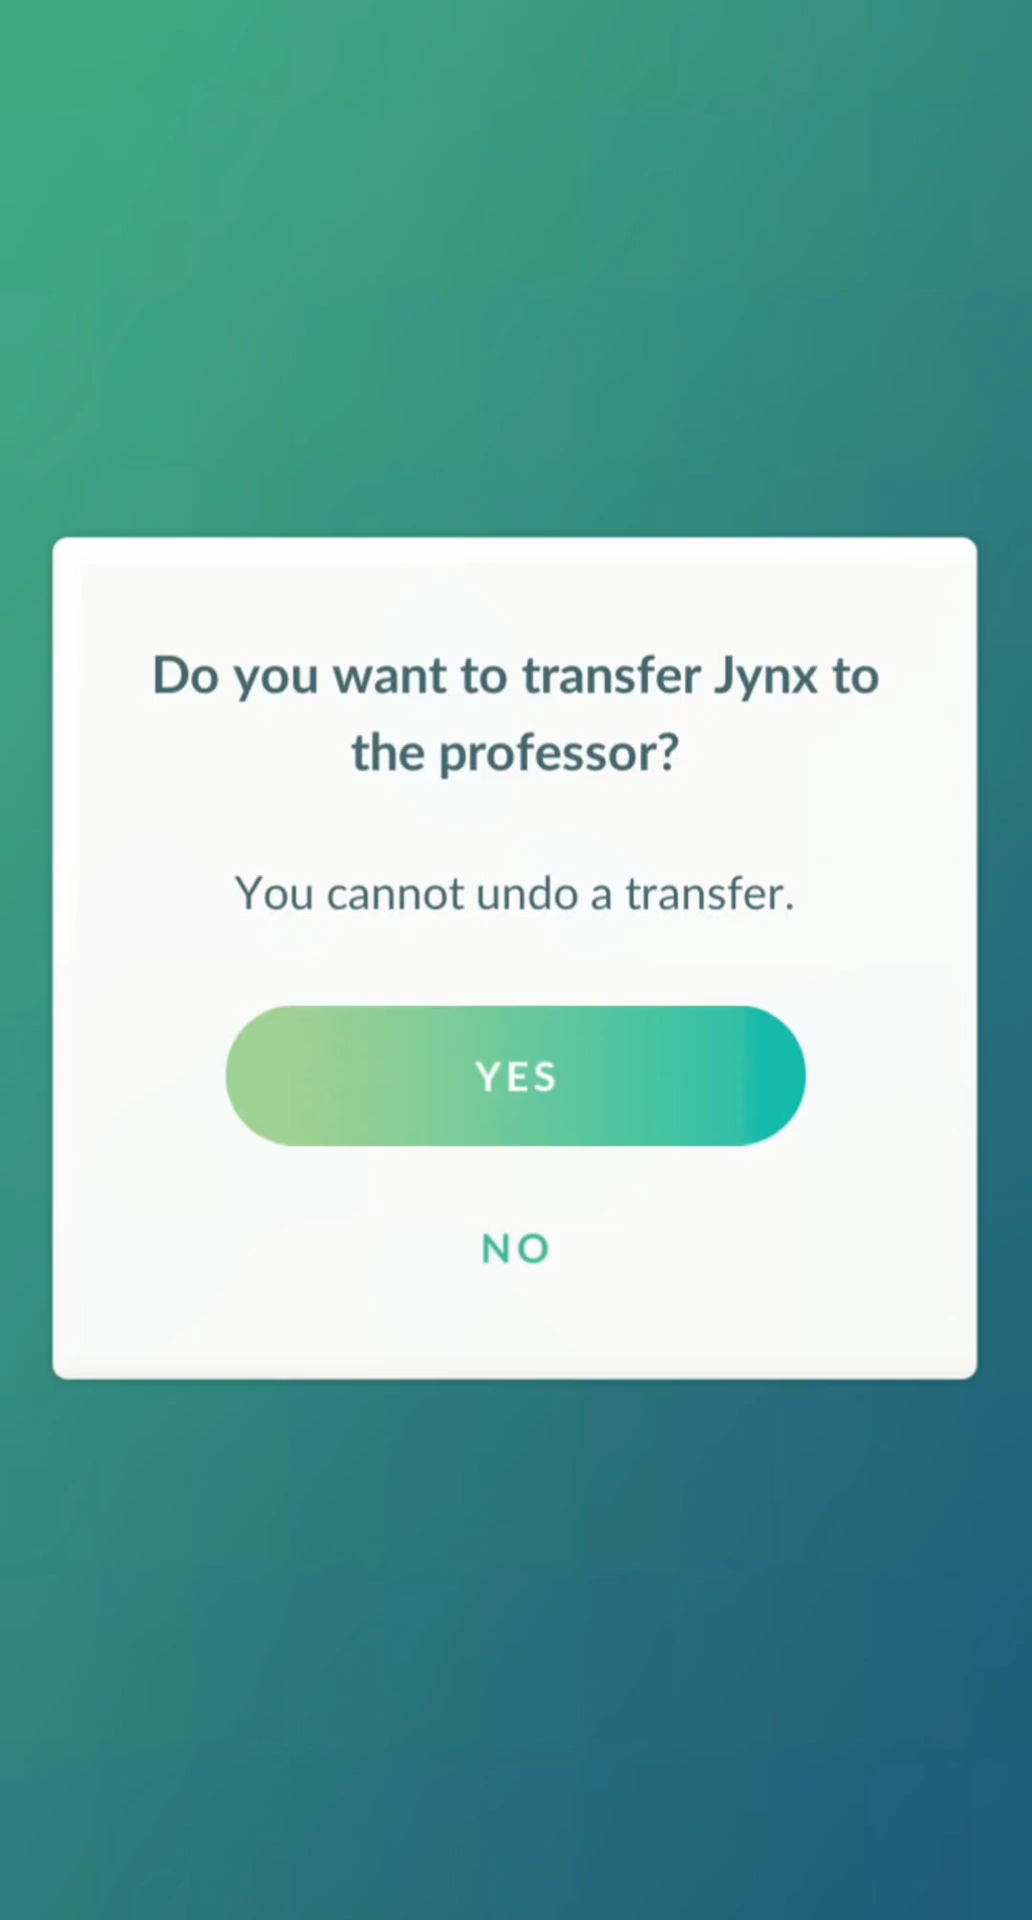 Do you want to transfer Jynx to
the professor?
You cannot undo a transfer.
YES
NO